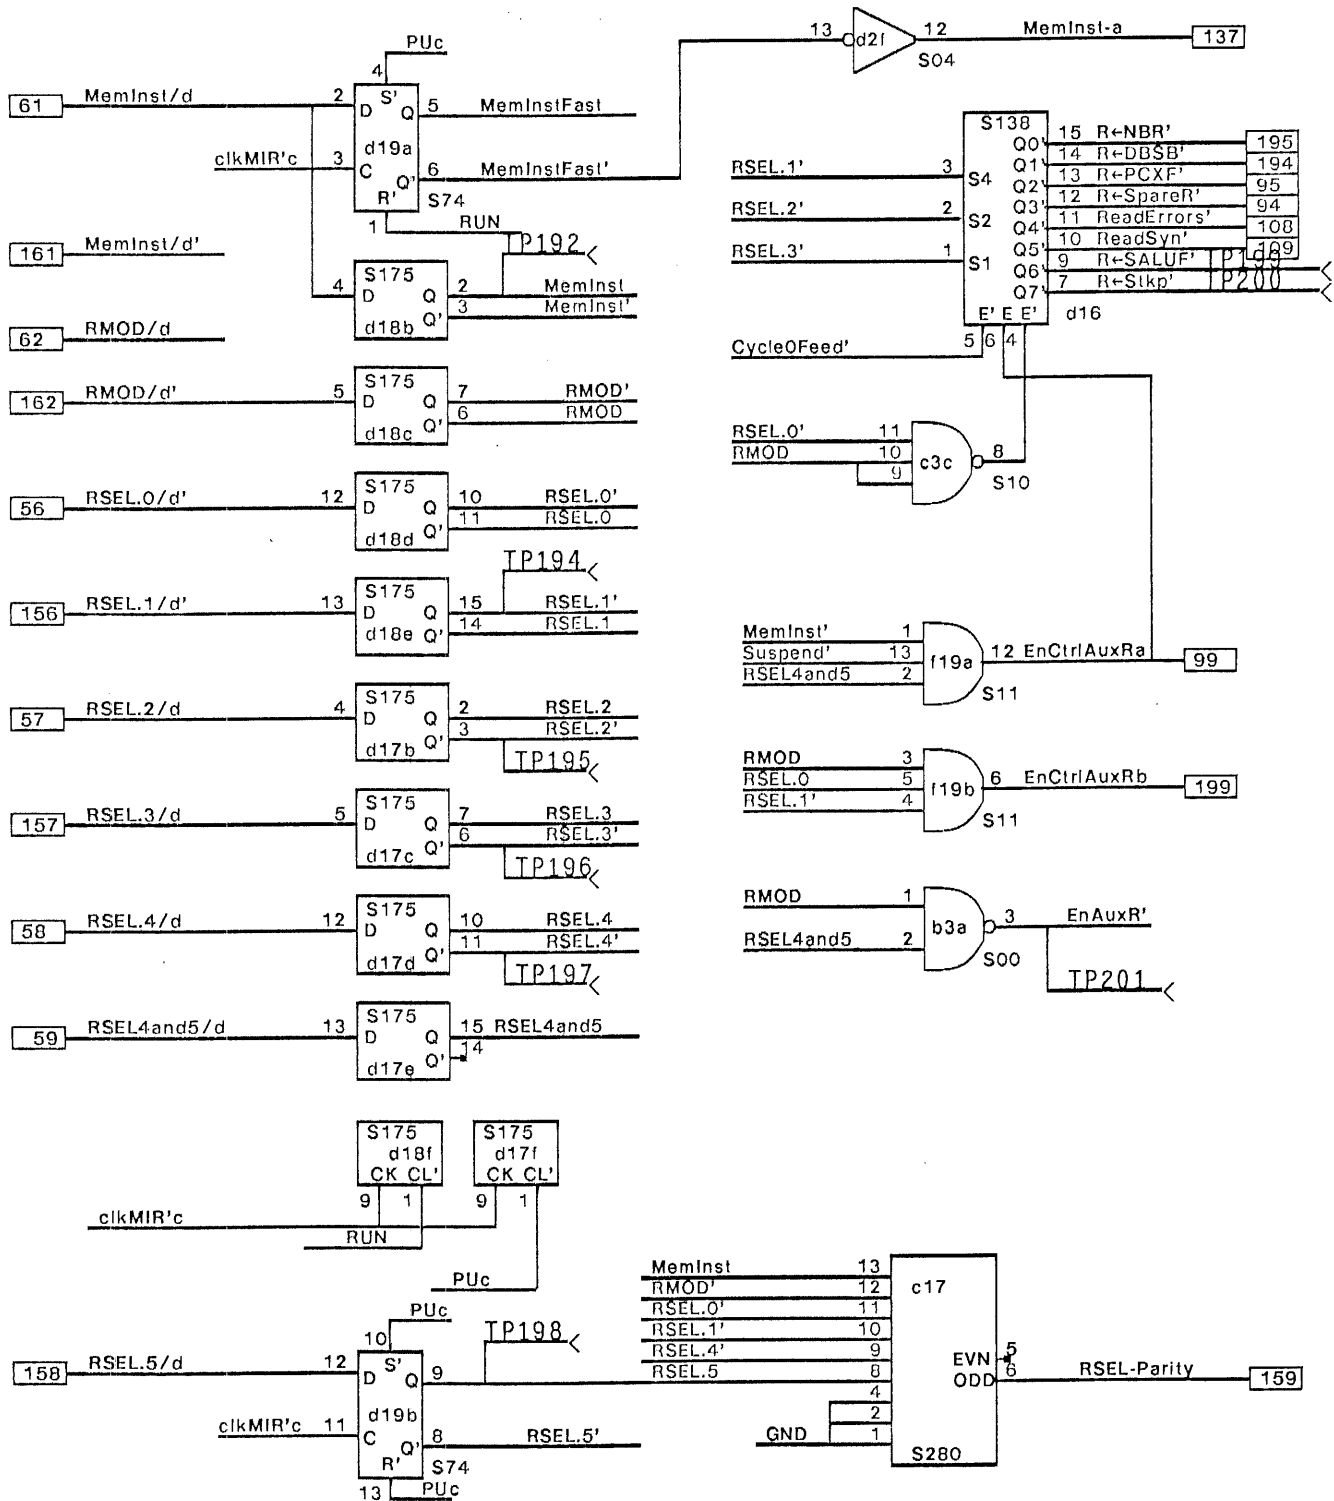 PUc
4
61 MemInst/d 2
S'
D Q
d19a
C Q'
R'
S74
5 MemInstFast
clkMIR'c 3
6 MemInstFast'
1 RUN
TP192
13 d2f 12 MemInst-a 137
S04
161 MemInst/d'
4
S175
D Q
Q'
d18b
2 MemInst
3 MemInst'
62 RMOD/d
162 RMOD/d' 5
S175
D Q
Q'
d18c
7 RMOD'
6 RMOD
56 RSEL.0/d' 12
S175
D Q
Q'
d18d
10 RSEL.0'
11 RSEL.0
TP194
156 RSEL.1/d' 13
S175
D Q
Q'
d18e
15 RSEL.1'
14 RSEL.1
57 RSEL.2/d 4
S175
D Q
Q'
d17b
2 RSEL.2
3 RSEL.2'
TP195
157 RSEL.3/d 5
S175
D Q
Q'
d17c
7 RSEL.3
6 RSEL.3'
TP196
58 RSEL.4/d 12
S175
D Q
Q'
d17d
10 RSEL.4
11 RSEL.4'
TP197
59 RSEL4and5/d 13
S175
D Q
Q'
d17e
15 RSEL4and5
14
S138
RSEL.1' 3 S4
RSEL.2' 2 S2
RSEL.3' 1 S1
Q0' 15 R←NBR' 195
Q1' 14 R←DBSB' 194
Q2' 13 R←PCXF' 95
Q3' 12 R←SpareR' 94
Q4' 11 ReadErrors' 108
Q5' 10 ReadSyn' 109
Q6' 9 R←SALUF' TP199
Q7' 7 R←Stkp' TP200
E' E E'
d16
Cycle0Feed' 5 6 4
RSEL.0' 11
RMOD 10
9
c3c 8
S10
MemInst' 1
Suspend' 13
RSEL4and5 2
f19a 12 EnCtrlAuxRa 99
S11
RMOD 3
RSEL.0 5
RSEL.1' 4
f19b 6 EnCtrlAuxRb 199
S11
RMOD 1
RSEL4and5 2
b3a 3 EnAuxR'
S00
TP201
S175
d18f
CK CL'
9 1
S175
d17f
CK CL'
9 1
clkMIR'c
RUN
PUc
PUc
10
158 RSEL.5/d 12
S'
D Q
d19b
C Q'
R'
S74
9
TP198
clkMIR'c 11
8 RSEL.5'
13 PUc
MemInst 13
RMOD' 12
RSEL.0' 11
RSEL.1' 10
RSEL.4' 9
RSEL.5 8
4
2
GND 1
c17
EVN 5
ODD 6 RSEL-Parity 159
S280